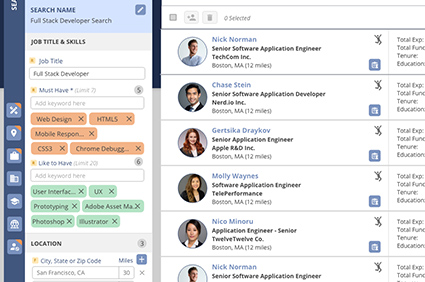 SEA
SEARCH NAME
Full Stack Developer Search
JOB TITLE & SKILLS
Job Title
Full Stack Developer
Must Have * (Limit 7) 5
Add keyword here
Web Design X HTML5 X
Mobile Respon... X
CSS3 X Chrome Debugg... X
Like to Have (Limit 20) 6
Add keyword here
User Interfac... X UX X
Prototyping X Adobe Asset Ma.. X
Photoshop X Illustrator X
LOCATION 3
City, State or Zip Code Miles +
San Francisco, CA 30 X
0 Selected
Nick Norman
Senior Software Application Engineer
TechCom Inc.
Boston, MA (12 miles)
Total Exp:
Total Func
Tenure:
Education:
Chase Stein
Senior Software Application Developer
Nerd.io Inc.
Boston, MA (12 miles)
Total Exp:
Total Func
Tenure:
Education:
Gertsika Draykov
Senior Application Engineer
Apple R&D Inc.
Boston, MA (12 miles)
Total Exp:
Total Func
Tenure:
Education:
Molly Waynes
Software Application Engineer
TelePerformance
Boston, MA (12 miles)
Total Exp:
Total Func
Tenure:
Education:
Nico Minoru
Application Engineer - Senior
TwelveTwelve Co.
Boston, MA (12 miles)
Total Exp:
Total Func
Tenure:
Education:
Nick Norman
Senior Software Application Engineer
Total Exp:
Total Func